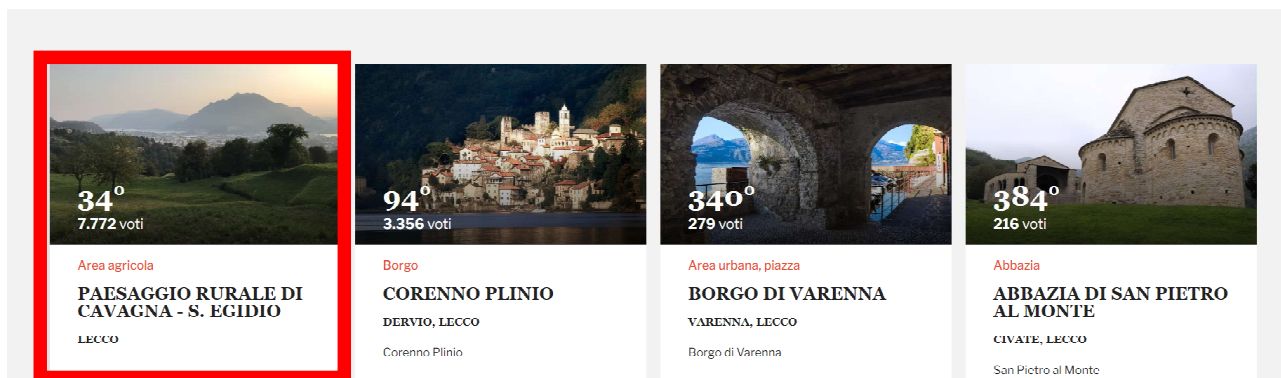 34°
7.772 voti
Area agricola
PAESAGGIO RURALE DI
CAVAGNA - S. EGIDIO
LECCO
94°
3.356 voti
Borgo
CORENNO PLINIO
DERVIO, LECCO
Corenno Plinio
340°
279 voti
Area urbana, piazza
BORGO DI VARENNA
VARENNA, LECCO
Borgo di Varenna
384°
216 voti
Abbazia
ABBAZIA DI SAN PIETRO
AL MONTE
CIVATE, LECCO
San Pietro al Monte